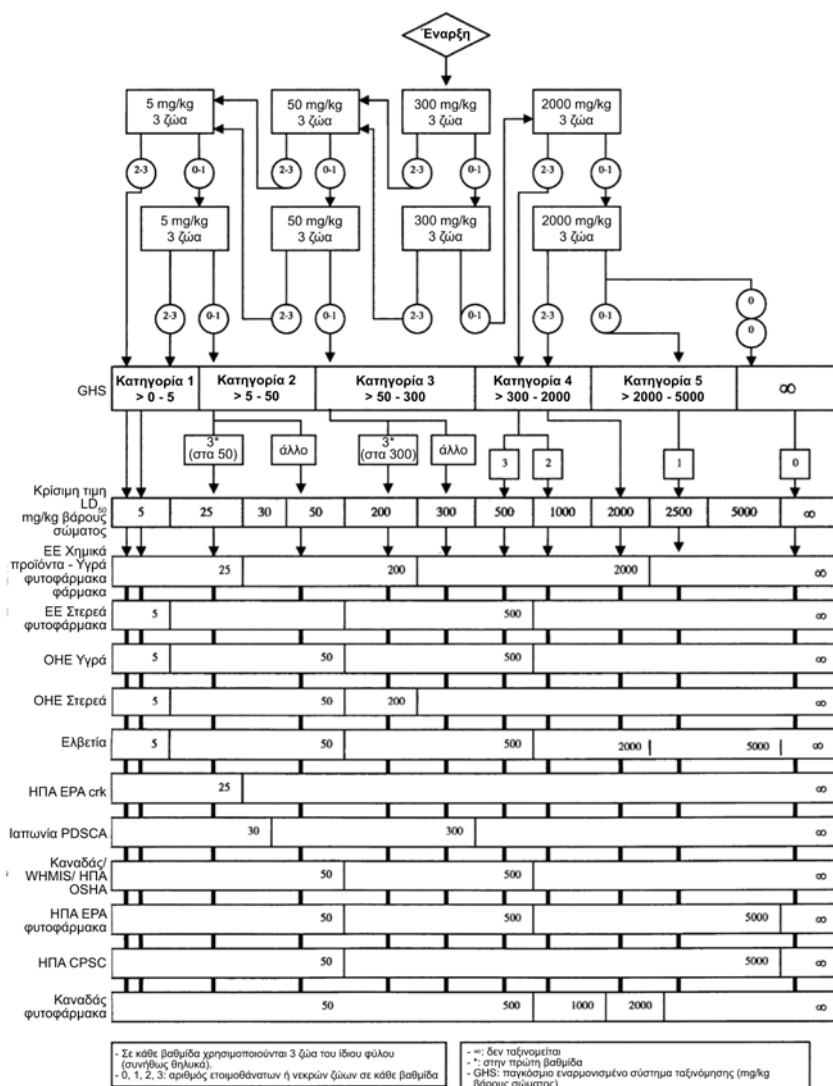 Έναρξη
5 mg/kg
3 ζώα
50 mg/kg
3 ζώα
300 mg/kg
3 ζώα
2000 mg/kg
3 ζώα
2-3
0-1
2-3
0-1
2-3
0-1
2-3
0-1
5 mg/kg
3 ζώα
50 mg/kg
3 ζώα
300 mg/kg
3 ζώα
2000 mg/kg
3 ζώα
0
0
2-3
0-1
2-3
0-1
2-3
0-1
2-3
0-1
GHS
Κατηγορία 1
> 0 - 5
Κατηγορία 2
> 5 - 50
Κατηγορία 3
> 50 - 300
Κατηγορία 4
> 300 - 2000
Κατηγορία 5
> 2000 - 5000
∞
3*
(στα 50)
άλλο
3*
(στα 300)
άλλο
3
2
1
0
Κρίσιμη τιμη
LD50
mg/kg βάρους
σώματος
5 25 30 50 200 300 500 1000 2000 2500 5000 ∞
ΕΕ Χημικά
προϊόντα - Υγρά
φυτοφάρμακα
φάρμακα
25 200 2000 ∞
ΕΕ Στερεά
φυτοφάρμακα
5 500 ∞
ΟΗΕ Υγρά
5 50 500 ∞
ΟΗΕ Στερεά
5 50 200 ∞
Ελβετία
5 50 500 2000 5000 ∞
ΗΠΑ EPA crk
25 ∞
Ιαπωνία PDSCA
30 300 ∞
Καναδάς/
WHMIS/ ΗΠΑ
OSHA
50 500 ∞
ΗΠΑ EPA
φυτοφάρμακα
50 500 5000 ∞
ΗΠΑ CPSC
50 5000 ∞
Καναδάς
φυτοφάρμακα
50 500 1000 2000 ∞
- Σε κάθε βαθμίδα χρησιμοποιούνται 3 ζώα του ίδιου φύλου
(συνήθως θηλυκά).
- 0, 1, 2, 3: αριθμός ετοιμοθάνατων ή νεκρών ζώων σε κάθε βαθμίδα
- ∞: δεν ταξινομείται
- *: στην πρώτη βαθμίδα
- GHS: παγκόσμιο εναρμονισμένο σύστημα ταξινόμησης (mg/kg
βάρους σώματος)